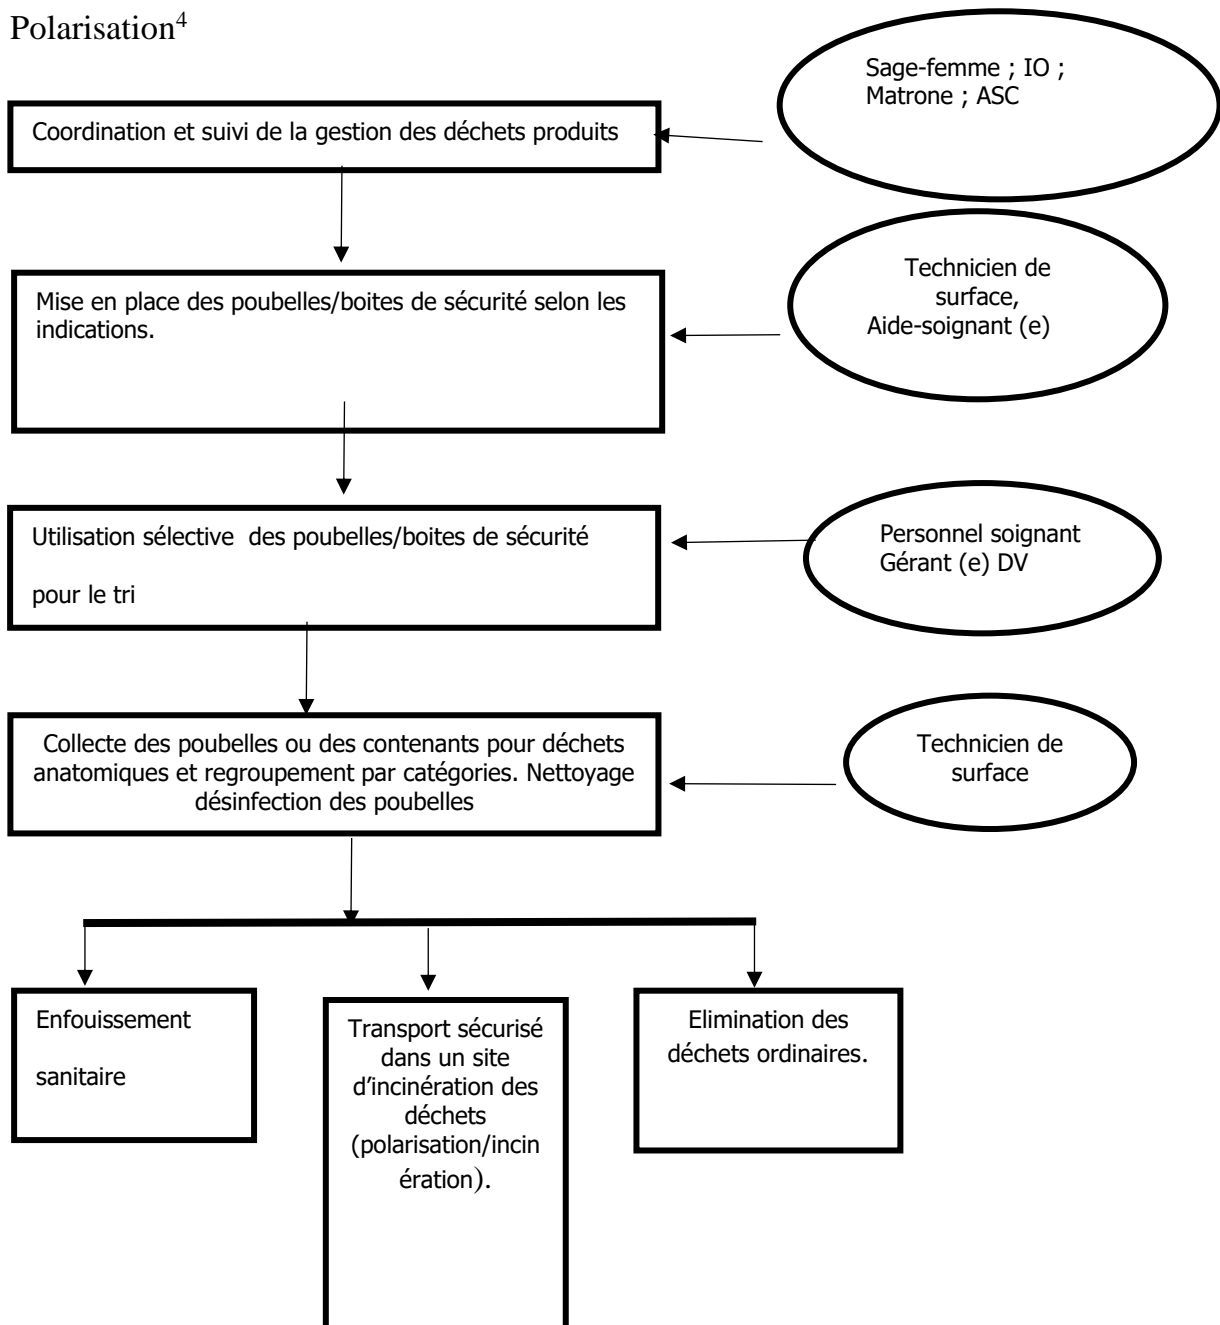 Polarisation⁴
Sage-femme ; IO ;
Matrone ; ASC
Coordination et suivi de la gestion des déchets produits
Technicien de
surface,
Aide-soignant (e)
Mise en place des poubelles/boites de sécurité selon les
indications.
Personnel soignant
Gérant (e) DV
Utilisation sélective  des poubelles/boites de sécurité
pour le tri
Technicien de
surface
Collecte des poubelles ou des contenants pour déchets
anatomiques et regroupement par catégories. Nettoyage
désinfection des poubelles
Enfouissement
sanitaire
Transport sécurisé
dans un site
d’incinération des
déchets
(polarisation/incin
ération).
Elimination des
déchets ordinaires.